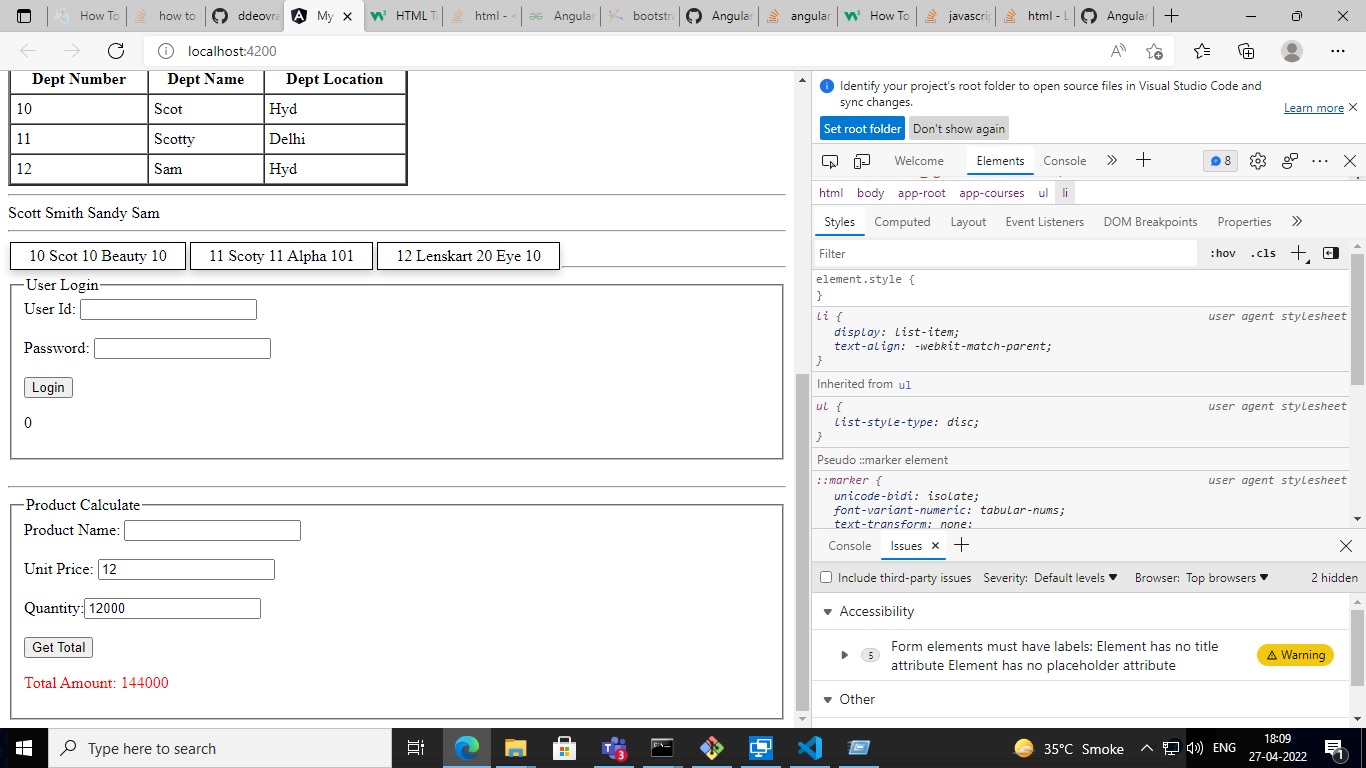 How To
how to
ddeovra
My
HTML Ta
html - <
Angular
bootstra
Angular
angular
How To
javascrip
html - L
Angular
localhost:4200
Dept Number Dept Name Dept Location
10 Scot Hyd
11 Scotty Delhi
12 Sam Hyd
Scott Smith Sandy Sam
10 Scot 10 Beauty 10
11 Scoty 11 Alpha 101
12 Lenskart 20 Eye 10
User Login
User Id:
Password:
Login
0
Product Calculate
Product Name:
Unit Price: 12
Quantity: 12000
Get Total
Total Amount: 144000
Identify your project's root folder to open source files in Visual Studio Code and
sync changes.
Learn more
Set root folder Don't show again
Welcome Elements Console 8
html body app-root app-courses ul li
Styles Computed Layout Event Listeners DOM Breakpoints Properties
Filter :hov .cls
element.style {
}
li { user agent stylesheet
display: list-item;
text-align: -webkit-match-parent;
}
Inherited from ul
ul { user agent stylesheet
list-style-type: disc;
}
Pseudo ::marker element
::marker { user agent stylesheet
unicode-bidi: isolate;
font-variant-numeric: tabular-nums;
text-transform: none;
Console Issues
Include third-party issues Severity: Default levels Browser: Top browsers 2 hidden
Accessibility
5 Form elements must have labels: Element has no title
attribute Element has no placeholder attribute
Warning
Other
Type here to search
3
35°C Smoke
ENG
18:09
27-04-2022
1